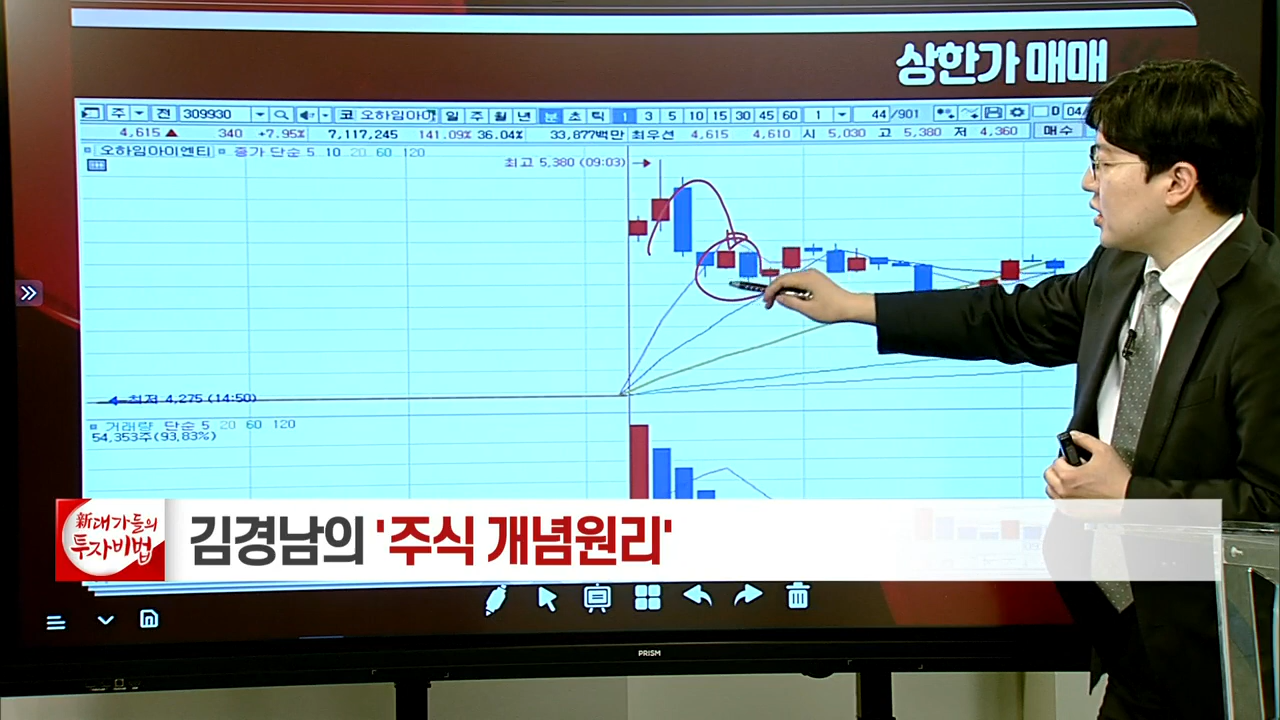 상한가 매매
주 전 309930 코 오하임아이 일 주 월 년 분 초 틱 1 3 5 10 15 30 45 60 1 44 /901 D 04/
4,615 ▲ 340 +7.95% 7,117,245 141.09% 36.04% 33,877백만 최우선 4,615 4,610 시 5,030 고 5,380 저 4,360 매수
오하임아이엔티 종가 단순 5 10 20 60 120
최고 5,380 (09:03)
최저 4,275 (14:50)
거래량 단순 5 20 60 120
54,353주(93,83%)
新대가들의
투자비법
김경남의 '주식 개념원리'
PRISM